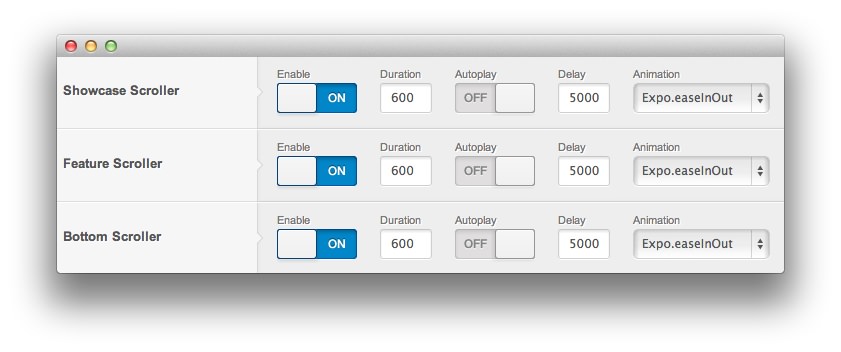 Enable Duration Autoplay Delay Animation
Showcase Scroller ON 600 OFF 5000 Expo.easeInOut
Enable Duration Autoplay Delay Animation
Feature Scroller ON 600 OFF 5000 Expo.easeInOut
Enable Duration Autoplay Delay Animation
Bottom Scroller ON 600 OFF 5000 Expo.easeInOut